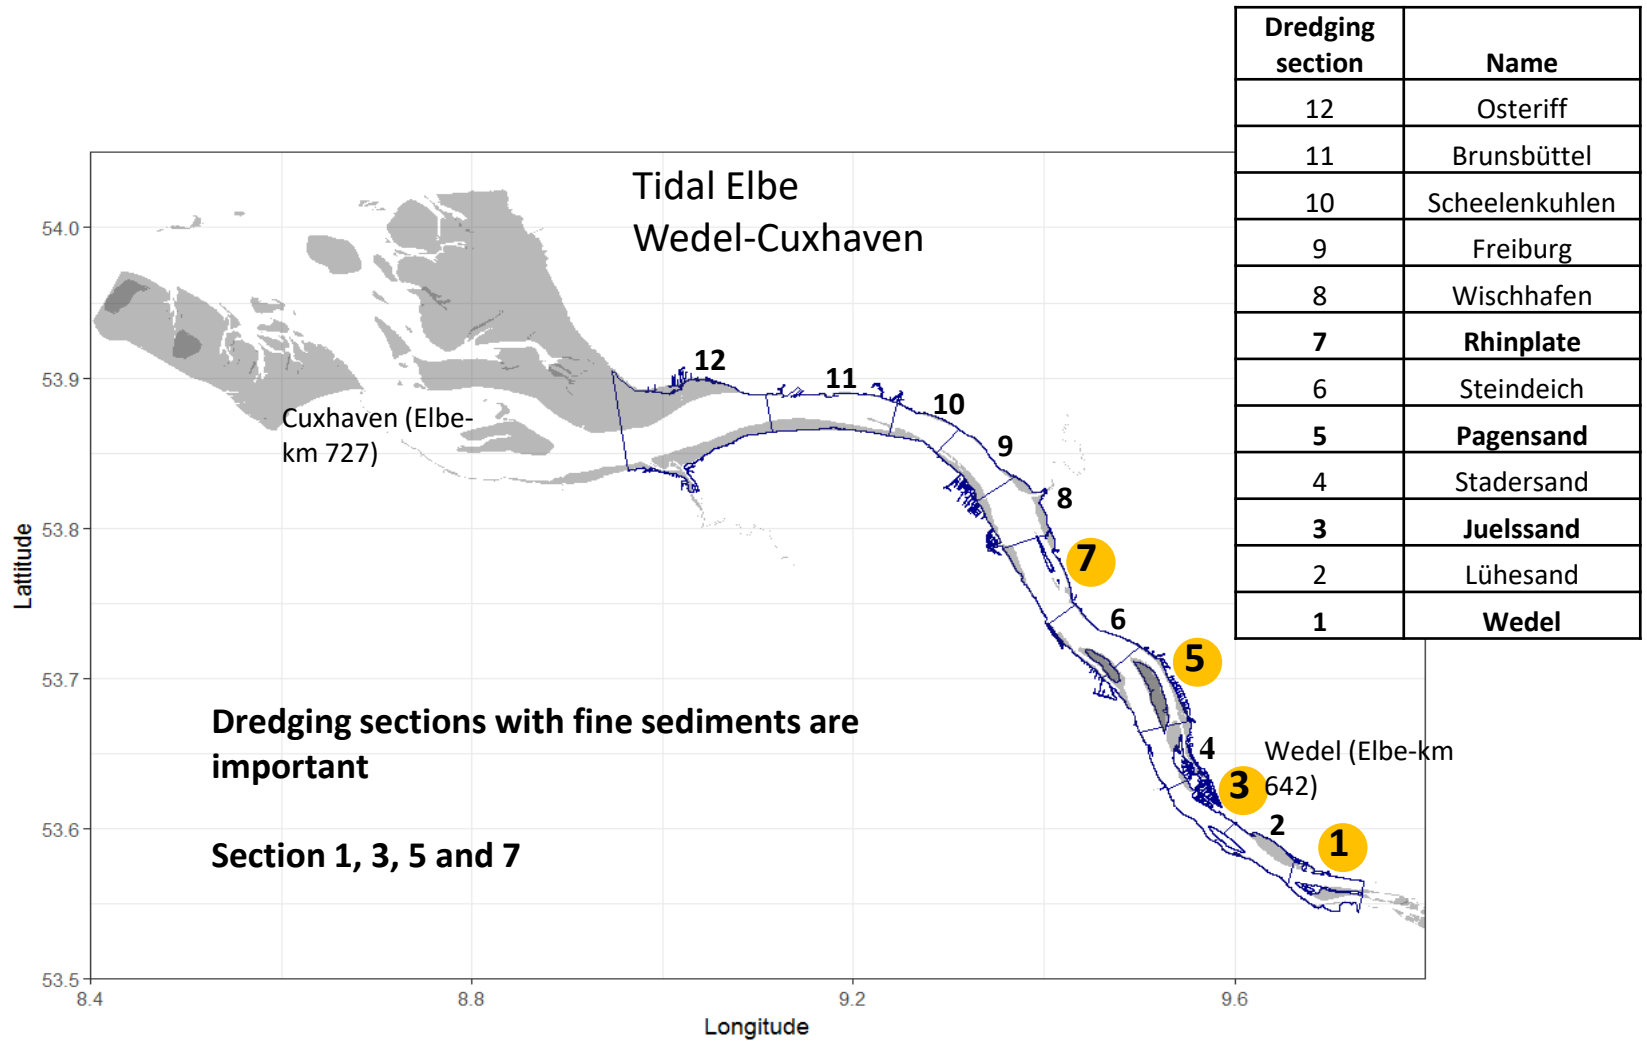 Dredging
section Name
12 Osteriff
11 Brunsbüttel
10 Scheelenkuhlen
9 Freiburg
8 Wischhafen
7 Rhinplate
6 Steindeich
5 Pagensand
4 Stadersand
3 Juelssand
2 Lühesand
1 Wedel
Tidal Elbe
Wedel-Cuxhaven
54.0
53.9
53.8
53.7
53.6
53.5
Lattitude
12
11
10
9
8
7
6
5
4
3
2
1
Cuxhaven (Elbe-
km 727)
Wedel (Elbe-km
642)
Dredging sections with fine sediments are
important
Section 1, 3, 5 and 7
8.4 8.8 9.2 9.6
Longitude